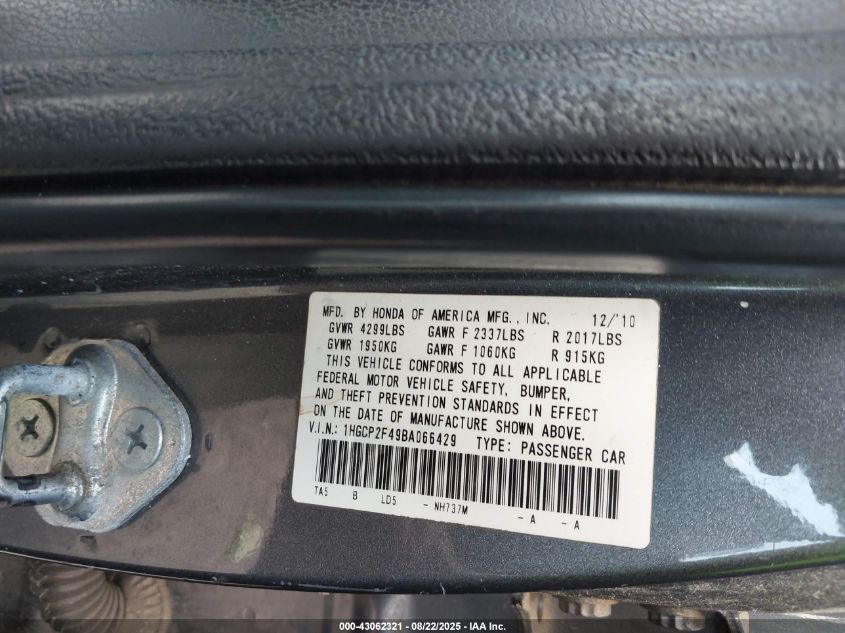 MFD. BY HONDA OF AMERICA MFG., INC. 12/'10
GVWR 4299LBS GAWR F 2337LBS R 2017LBS
GVWR 1950KG GAWR F 1060KG R 915KG
THIS VEHICLE CONFORMS TO ALL APPLICABLE
FEDERAL MOTOR VEHICLE SAFETY, BUMPER,
AND THEFT PREVENTION STANDARDS IN EFFECT
ON THE DATE OF MANUFACTURE SHOWN ABOVE.
V.I.N.: 1HGCP2F49BA066429 TYPE: PASSENGER CAR
TA5 B LD5 - NH737M - A - A
000-43062321 - 08/22/2025 - IAA Inc.